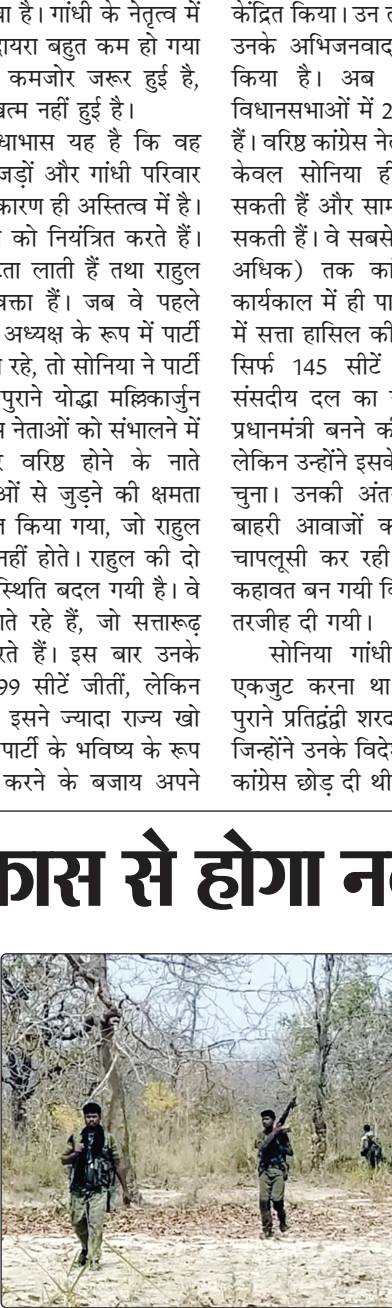 है। गांधी के नेतृत्व में
दायरा बहुत कम हो गया
कमजोर जरूर हुई है,
खत्म नहीं हुई है।
यह है कि वह
जड़ों और गांधी परिवार
कारण ही अस्तित्व में है।
को नियंत्रित करते हैं।
लाती हैं तथा राहुल
हैं। जब वे पहले
अध्यक्ष के रूप में पार्टी
रहे, तो सोनिया ने पार्टी
पुराने योद्धा मल्लिकार्जुन
नेताओं को संभालने में
वरिष्ठ होने के नाते
से जुड़ने की क्षमता
किया गया, जो राहुल
नहीं होते। राहुल की दो
स्थिति बदल गयी है। वे
रहे हैं, जो सत्तारूढ़
हैं। इस बार उनके
99 सीटें जीतीं, लेकिन
इसने ज्यादा राज्य खो
पार्टी के भविष्य के रूप
करने के बजाय अपने
केंद्रित किया। उन
उनके अभिजनवाद
किया है। अब
विधानसभाओं में 2
हैं। वरिष्ठ कांग्रेस
केवल सोनिया ही
सकती हैं और
सकती हैं। वे सबसे
अधिक) तक
कार्यकाल में ही
में सत्ता हासिल की
सिर्फ 145 सीटें
संसदीय दल का
प्रधानमंत्री बनने
लेकिन उन्होंने इसके
चुना। उनकी
बाहरी आवाजों
चापलूसी कर रही
कहावत बन गयी
तरजीह दी गयी।
सोनिया गांधी
एकजुट करना था
पुराने प्रतिद्वंद्वी शरद
जिन्होंने उनके
कांग्रेस छोड़ दी थी
से होगा